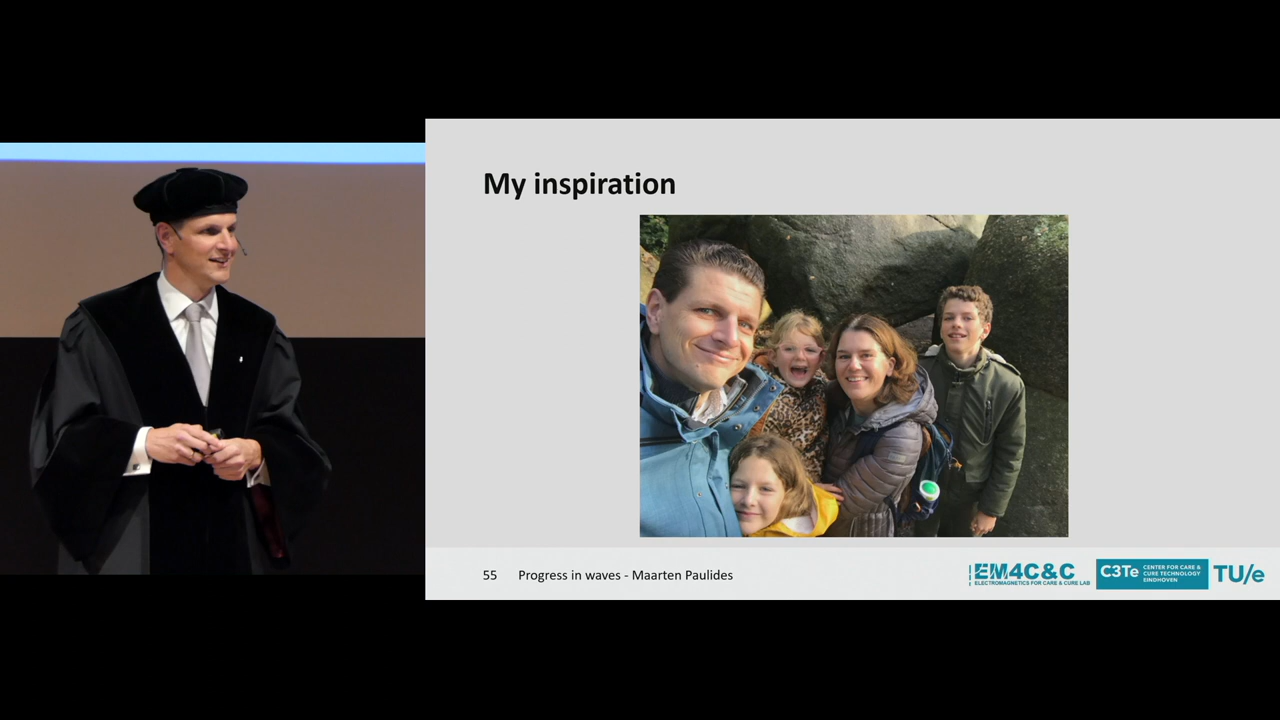 My inspiration
55 Progress in waves - Maarten Paulides
EM4C&C
ELECTROMAGNETICS FOR CARE & CURE LAB
C3Te
CENTER FOR CARE &
CURE TECHNOLOGY
EINDHOVEN
TU/e